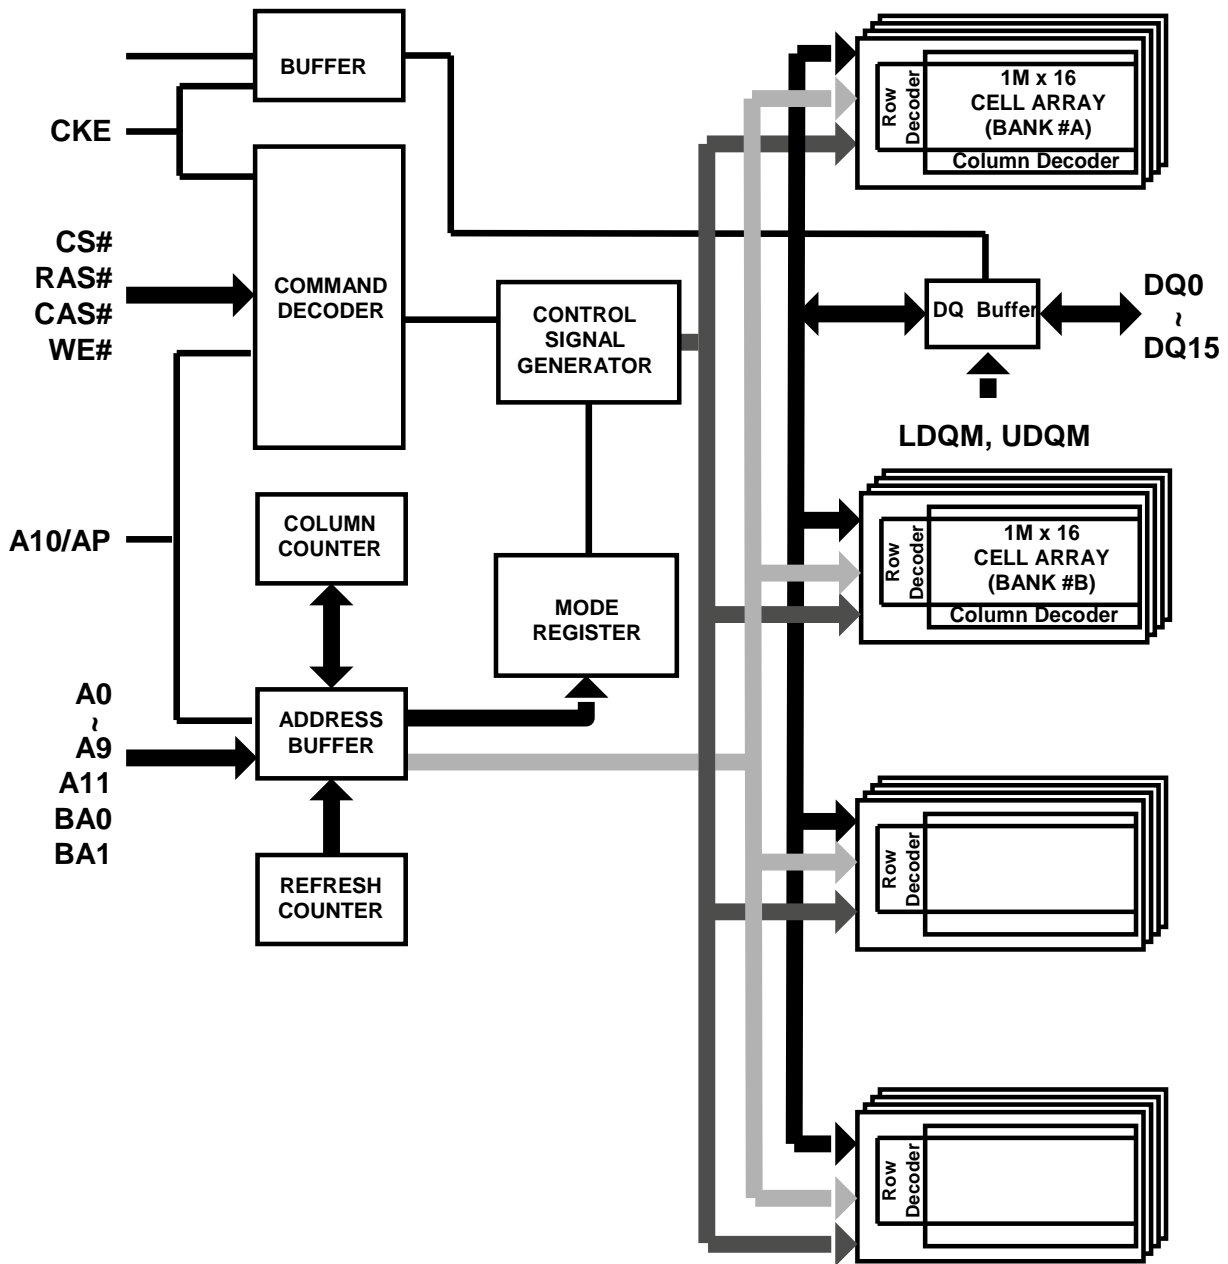 BUFFER
CKE
CS#
RAS#
CAS#
WE#
COMMAND
DECODER
CONTROL
SIGNAL
GENERATOR
A10/AP
COLUMN
COUNTER
MODE
REGISTER
A0
~
A9
A11
BA0
BA1
ADDRESS
BUFFER
REFRESH
COUNTER
Row
Decoder
1M x 16
CELL ARRAY
(BANK #A)
Column Decoder
DQ Buffer
DQ0
~
DQ15
LDQM, UDQM
Row
Decoder
1M x 16
CELL ARRAY
(BANK #B)
Column Decoder
Row
Decoder
Row
Decoder